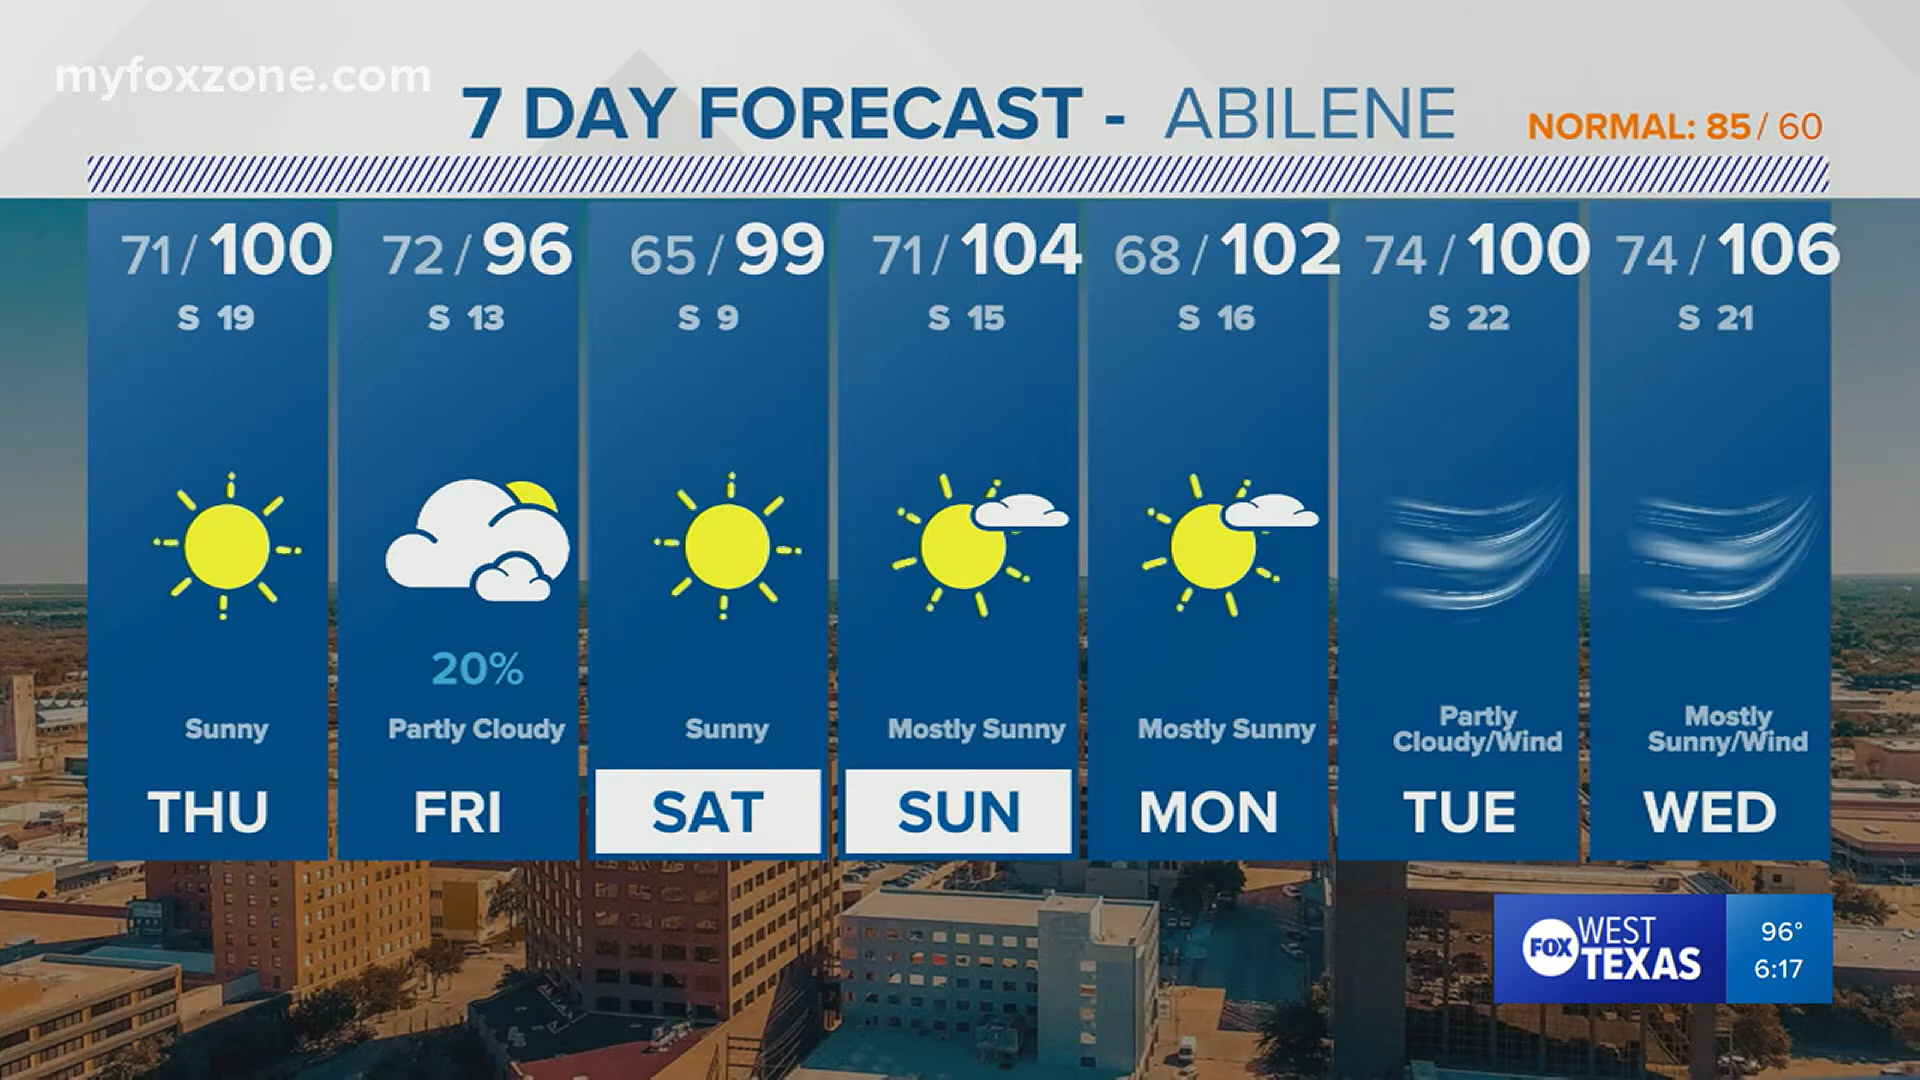 myfoxzone.com
7 DAY FORECAST - ABILENE
NORMAL: 85 / 60
71 / 100
S 19
Sunny
THU
72 / 96
S 13
20%
Partly Cloudy
FRI
65 / 99
S 9
Sunny
SAT
71 / 104
S 15
Mostly Sunny
SUN
68 / 102
S 16
Mostly Sunny
MON
74 / 100
S 22
Partly
Cloudy/Wind
TUE
74 / 106
S 21
Mostly
Sunny/Wind
WED
FOX
WEST
TEXAS
96°
6:17